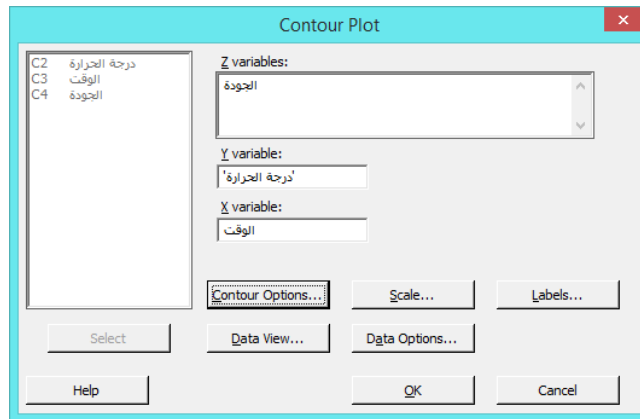 Contour Plot
C2 درجة الحرارة
C3 الوقت
C4 الجودة
Z variables:
الجودة
Y variable:
'درجة الحرارة'
X variable:
الوقت
Contour Options...
Scale...
Labels...
Select
Data View...
Data Options...
Help
OK
Cancel